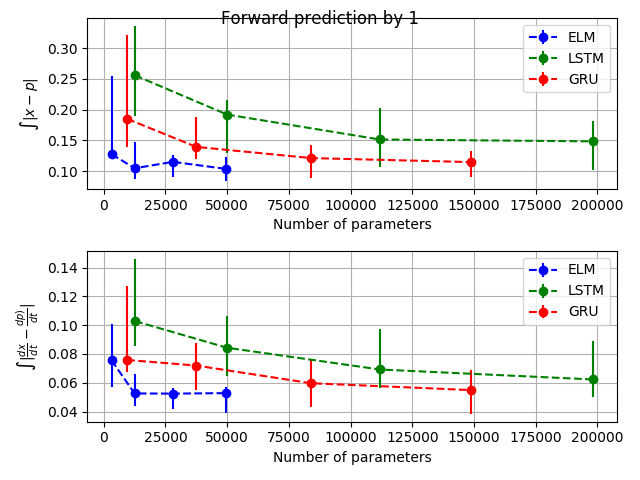 Forward prediction by 1
∫|x − p|
0.30
0.25
0.20
0.15
0.10
ELM
LSTM
GRU
0 25000 50000 75000 100000 125000 150000 175000 200000
Number of parameters
∫|dx/dt − dp)/dt|
0.14
0.12
0.10
0.08
0.06
0.04
ELM
LSTM
GRU
0 25000 50000 75000 100000 125000 150000 175000 200000
Number of parameters